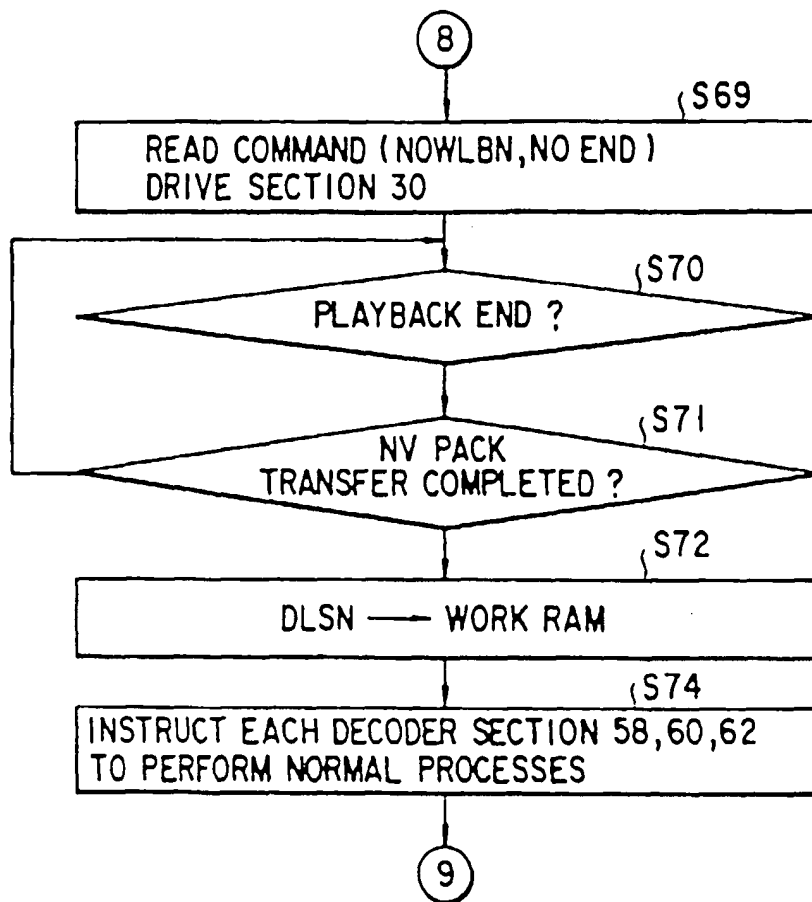 8
S69
READ COMMAND (NOWLBN, NO END)
DRIVE SECTION 30
S70
PLAYBACK END ?
S71
NV PACK
TRANSFER COMPLETED ?
S72
DLSN → WORK RAM
S74
INSTRUCT EACH DECODER SECTION 58,60,62
TO PERFORM NORMAL PROCESSES
9